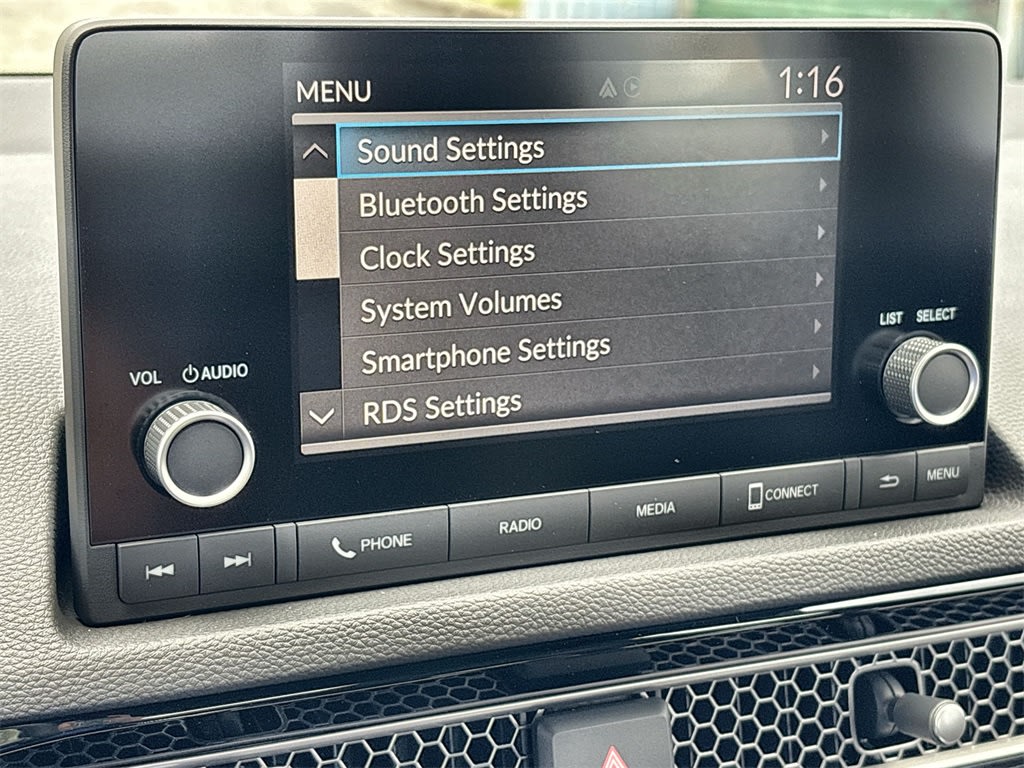 MENU
1:16
Sound Settings
Bluetooth Settings
Clock Settings
System Volumes
Smartphone Settings
RDS Settings
VOL AUDIO
LIST SELECT
PHONE
RADIO
MEDIA
CONNECT
MENU